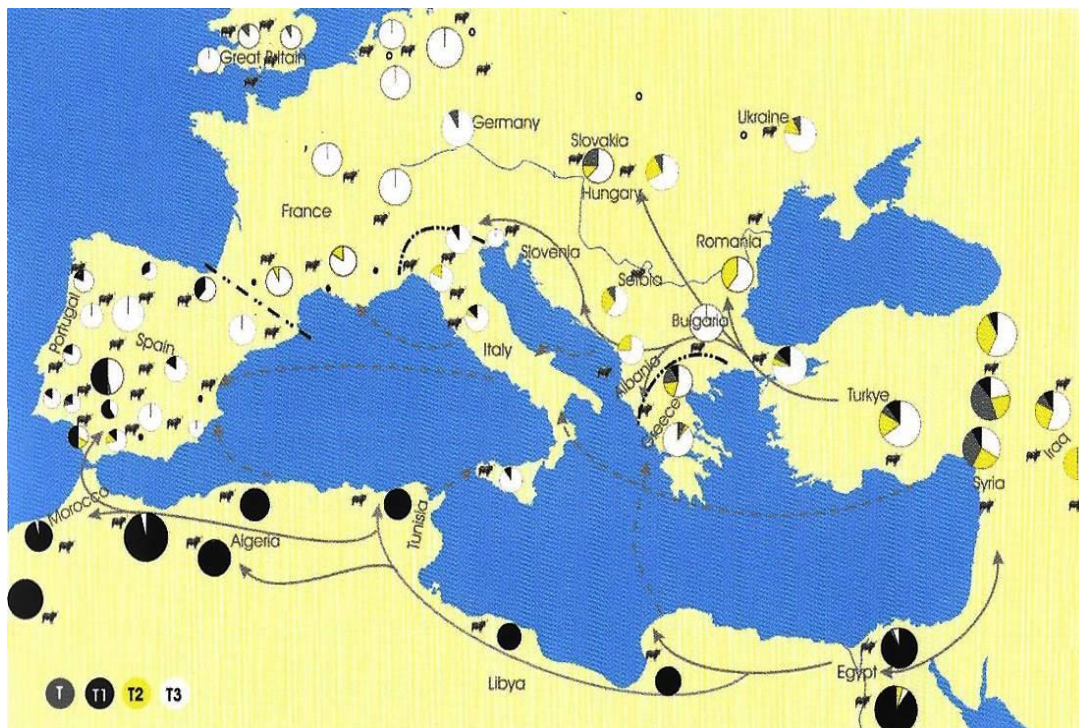 Great Britain
Germany
Ukraine
Slovakia
Hungary
France
Slovenia
Romania
Serbia
Bulgaria
Portugal
Spain
Italy
Albania
Greece
Turkye
Iraq
Syria
Morocco
Algeria
Tunisia
Libya
Egypt
T T1 T2 T3